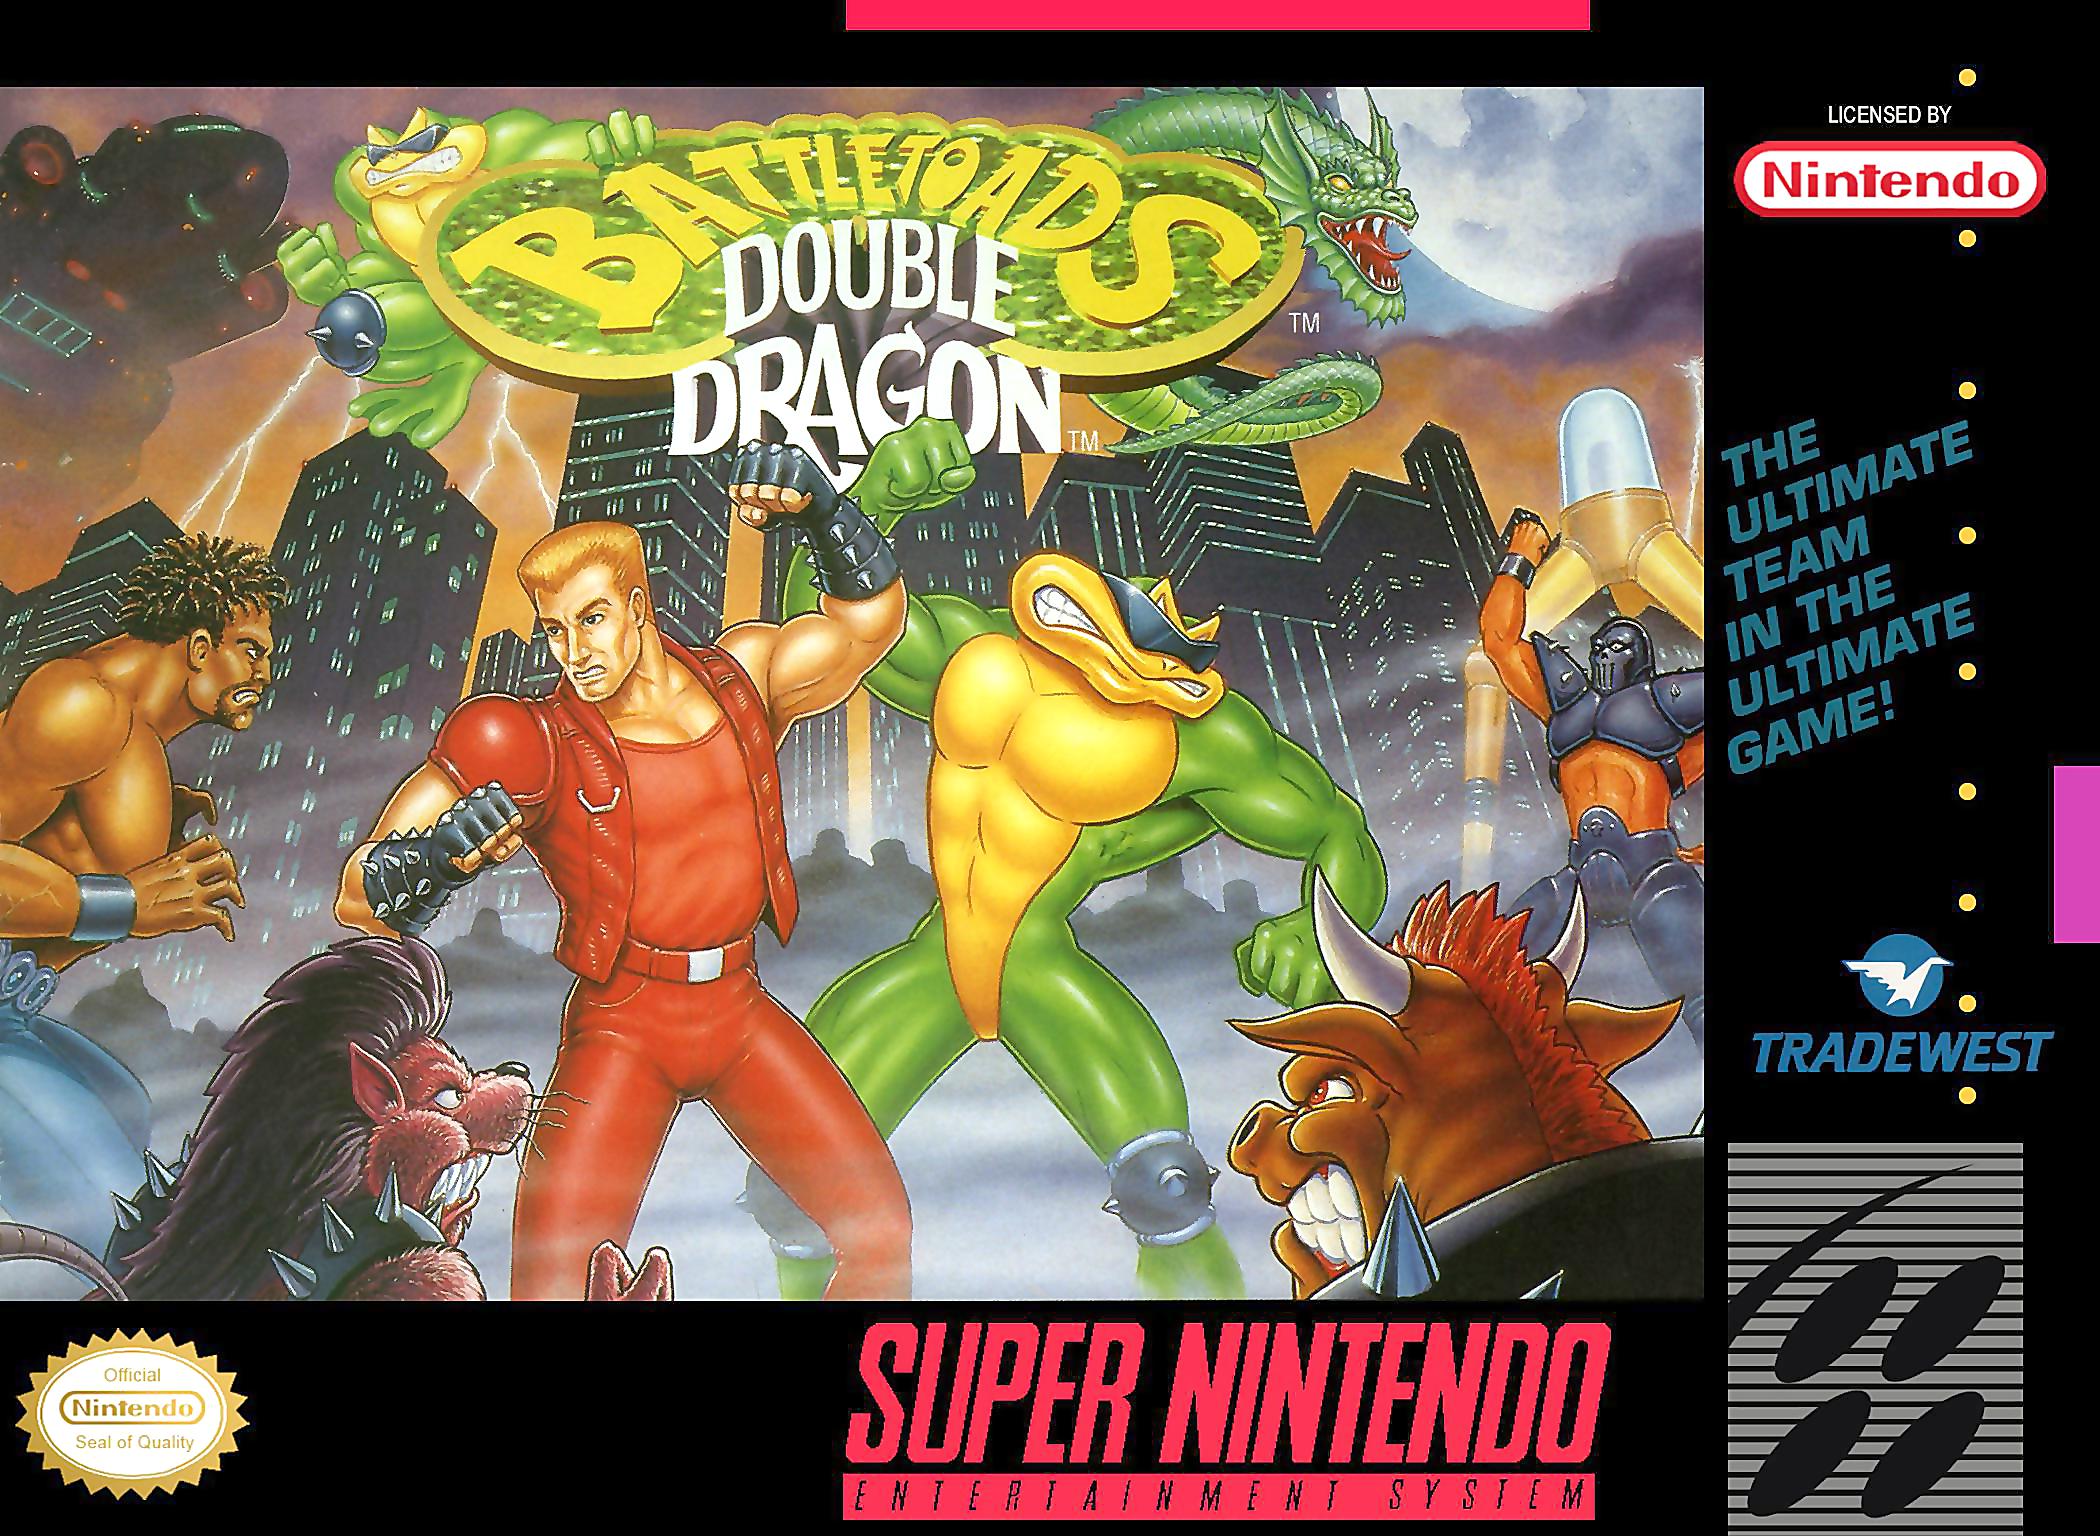 BATTLETOADS
DOUBLE
DRAGON
TM
TM
LICENSED BY
Nintendo
THE
ULTIMATE
TEAM
IN THE
ULTIMATE
GAME!
TRADEWEST
Official
Nintendo
Seal of Quality
SUPER NINTENDO
ENTERTAINMENT SYSTEM